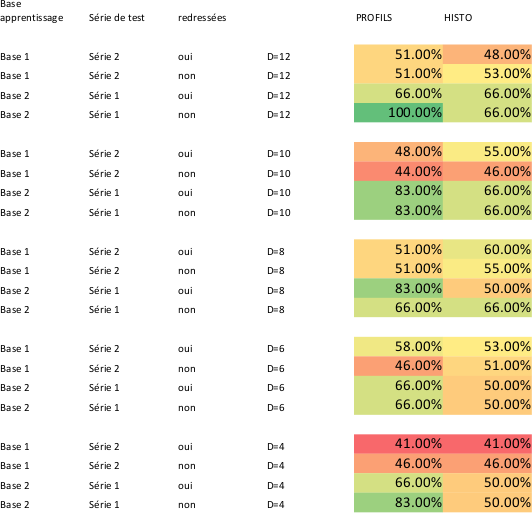 Base
apprentissage Série de test redressées PROFILS HISTO
Base 1 Série 2 oui D=12 51.00% 48.00%
Base 1 Série 2 non D=12 51.00% 53.00%
Base 2 Série 1 oui D=12 66.00% 66.00%
Base 2 Série 1 non D=12 100.00% 66.00%
Base 1 Série 2 oui D=10 48.00% 55.00%
Base 1 Série 2 non D=10 44.00% 46.00%
Base 2 Série 1 oui D=10 83.00% 66.00%
Base 2 Série 1 non D=10 83.00% 66.00%
Base 1 Série 2 oui D=8 51.00% 60.00%
Base 1 Série 2 non D=8 51.00% 55.00%
Base 2 Série 1 oui D=8 83.00% 50.00%
Base 2 Série 1 non D=8 66.00% 66.00%
Base 1 Série 2 oui D=6 58.00% 53.00%
Base 1 Série 2 non D=6 46.00% 51.00%
Base 2 Série 1 oui D=6 66.00% 50.00%
Base 2 Série 1 non D=6 66.00% 50.00%
Base 1 Série 2 oui D=4 41.00% 41.00%
Base 1 Série 2 non D=4 46.00% 46.00%
Base 2 Série 1 oui D=4 66.00% 50.00%
Base 2 Série 1 non D=4 83.00% 50.00%